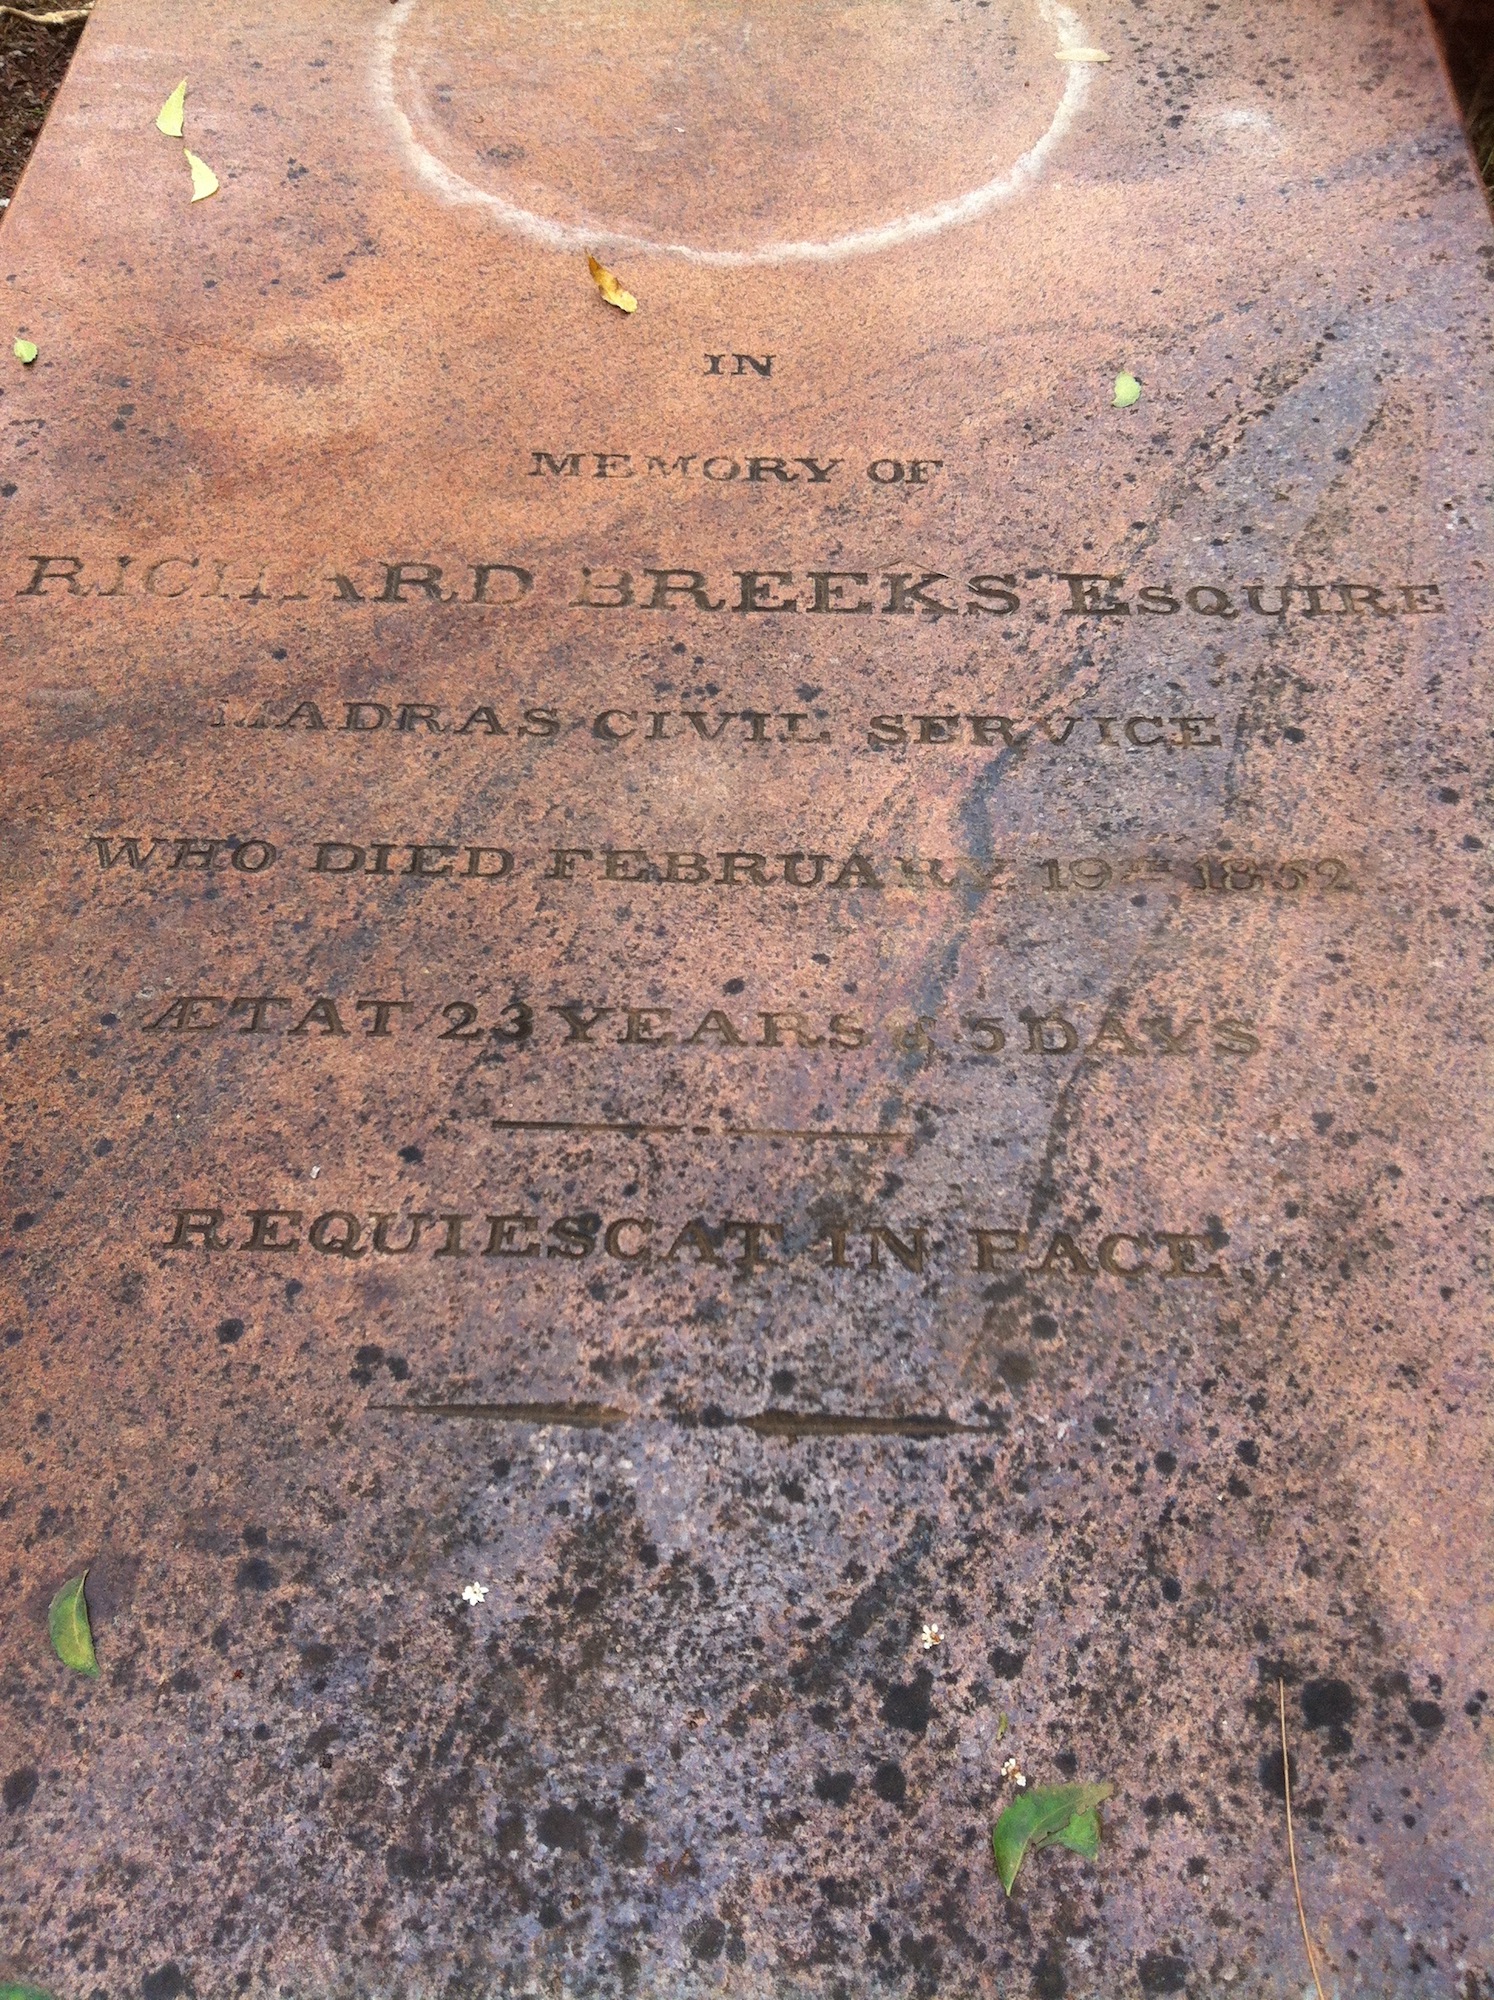 IN
MEMORY OF
RICHARD BREEKS ESQUIRE
MADRAS CIVIL SERVICE
WHO DIED FEBRUARY 19TH 1852
ÆTAT 23 YEARS & 5 DAYS
REQUIESCAT IN PACE